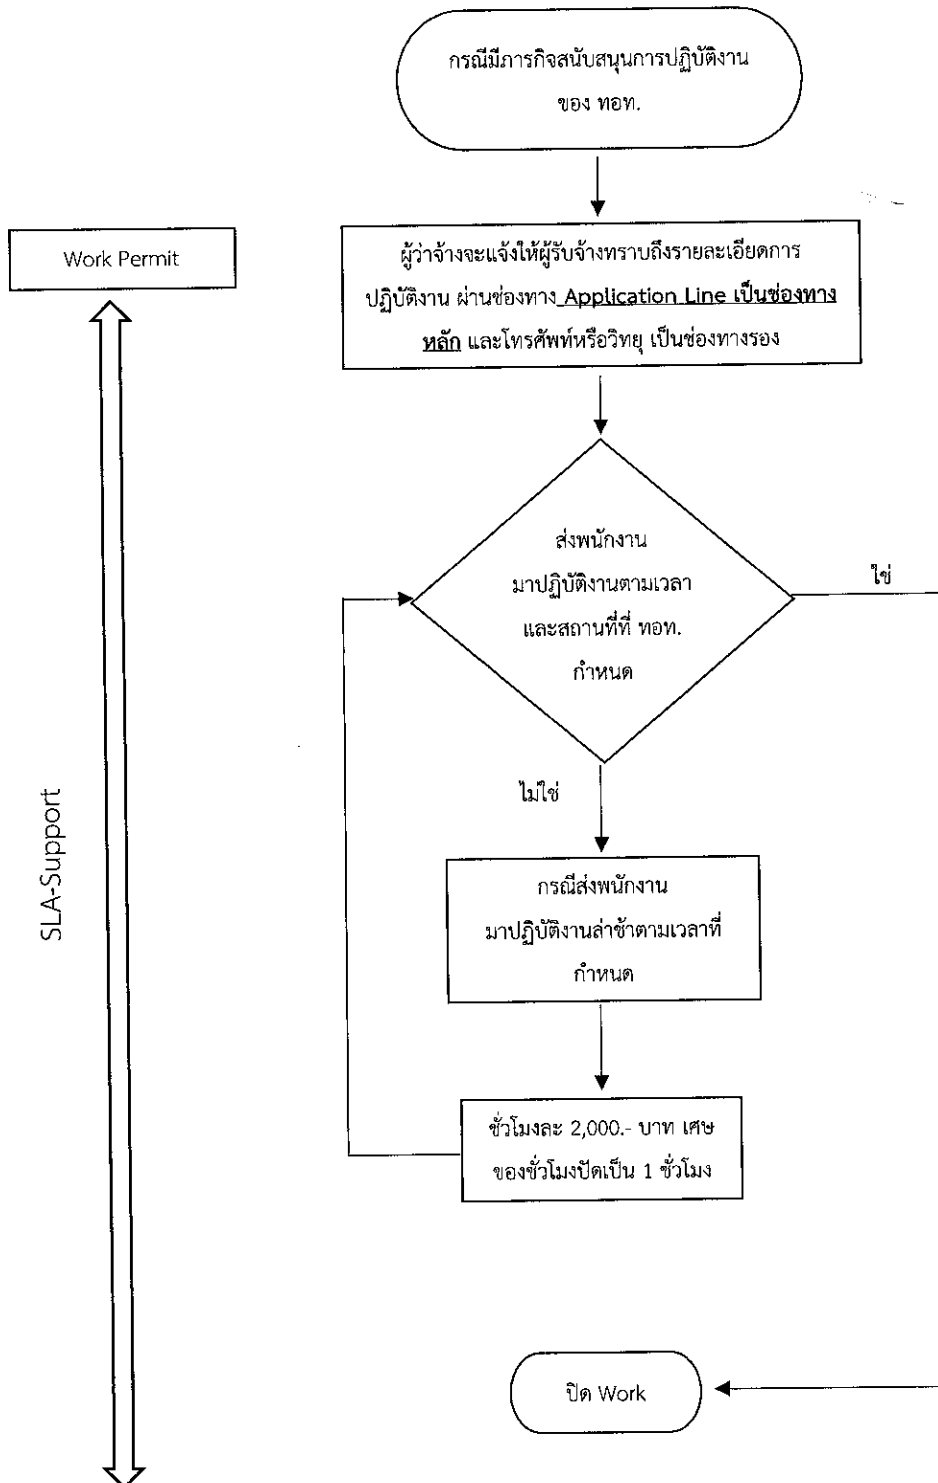 กรณีมีภารกิจสนับสนุนการปฏิบัติงาน
ของ ทอท.
Work Permit
ผู้ว่าจ้างจะแจ้งให้ผู้รับจ้างทราบถึงรายละเอียดการ
ปฏิบัติงาน ผ่านช่องทาง Application Line เป็นช่องทาง
หลัก และโทรศัพท์หรือวิทยุ เป็นช่องทางรอง
ส่งพนักงาน
มาปฏิบัติงานตามเวลา
และสถานที่ที่ ทอท.
กำหนด
ใช่
ไม่ใช่
SLA-Support
กรณีส่งพนักงาน
มาปฏิบัติงานล่าช้าตามเวลาที่
กำหนด
ชั่วโมงละ 2,000.- บาท เศษ
ของชั่วโมงปัดเป็น 1 ชั่วโมง
ปิด Work